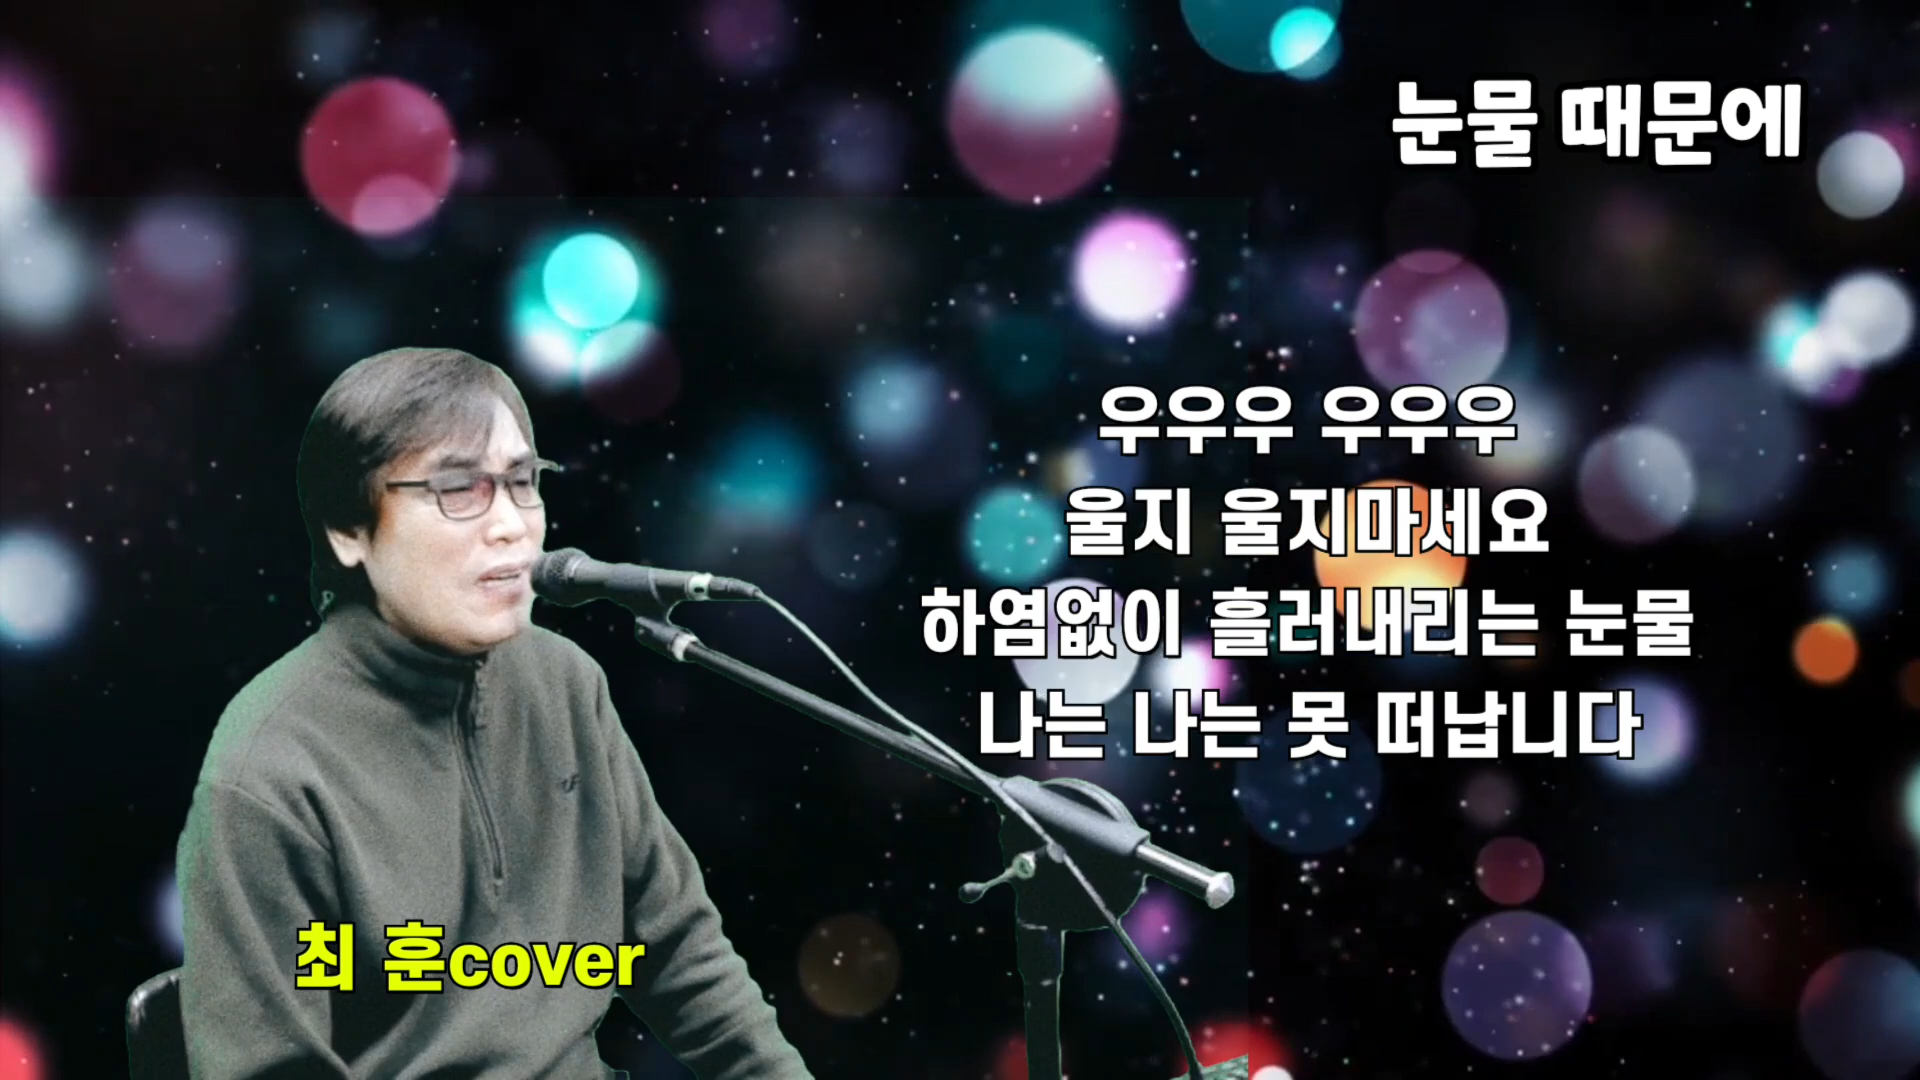 눈물 때문에
우우우 우우우
울지 울지마세요
하염없이 흘러내리는 눈물
나는 나는 못 떠납니다
최 훈cover